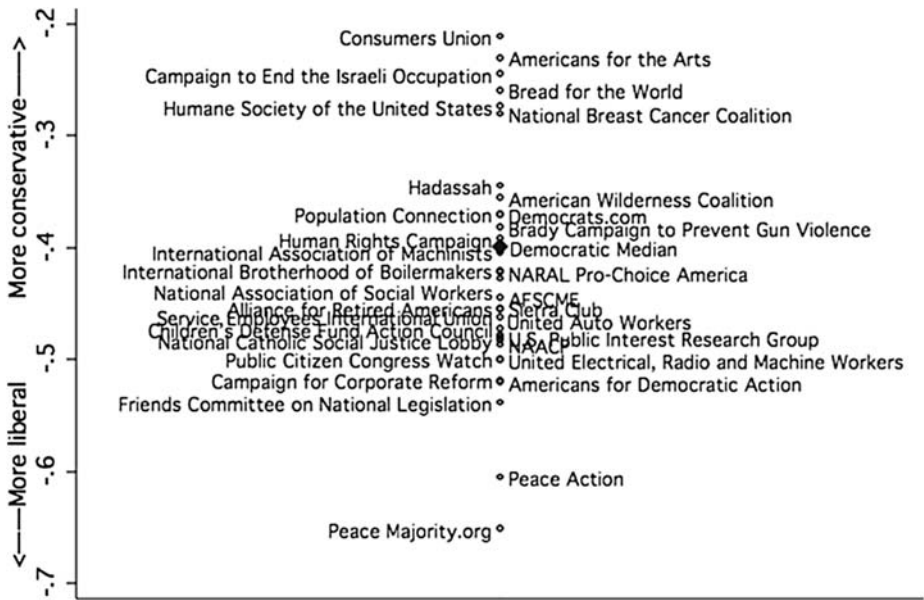 -.2
-.3
-.4
-.5
-.6
-.7
<——More liberal
More conservative——>
Consumers Union
Americans for the Arts
Campaign to End the Israeli Occupation
Bread for the World
Humane Society of the United States
National Breast Cancer Coalition
Hadassah
American Wilderness Coalition
Population Connection
Democrats.com
Brady Campaign to Prevent Gun Violence
Human Rights Campaign
Democratic Median
International Association of Machinists
International Brotherhood of Boilermakers
NARAL Pro-Choice America
National Association of Social Workers
AFSCME
Alliance for Retired Americans
Sierra Club
Service Employees International Union
United Auto Workers
Children's Defense Fund Action Council
U.S. Public Interest Research Group
National Catholic Social Justice Lobby
NAACP
Public Citizen Congress Watch
United Electrical, Radio and Machine Workers
Campaign for Corporate Reform
Americans for Democratic Action
Friends Committee on National Legislation
Peace Action
Peace Majority.org